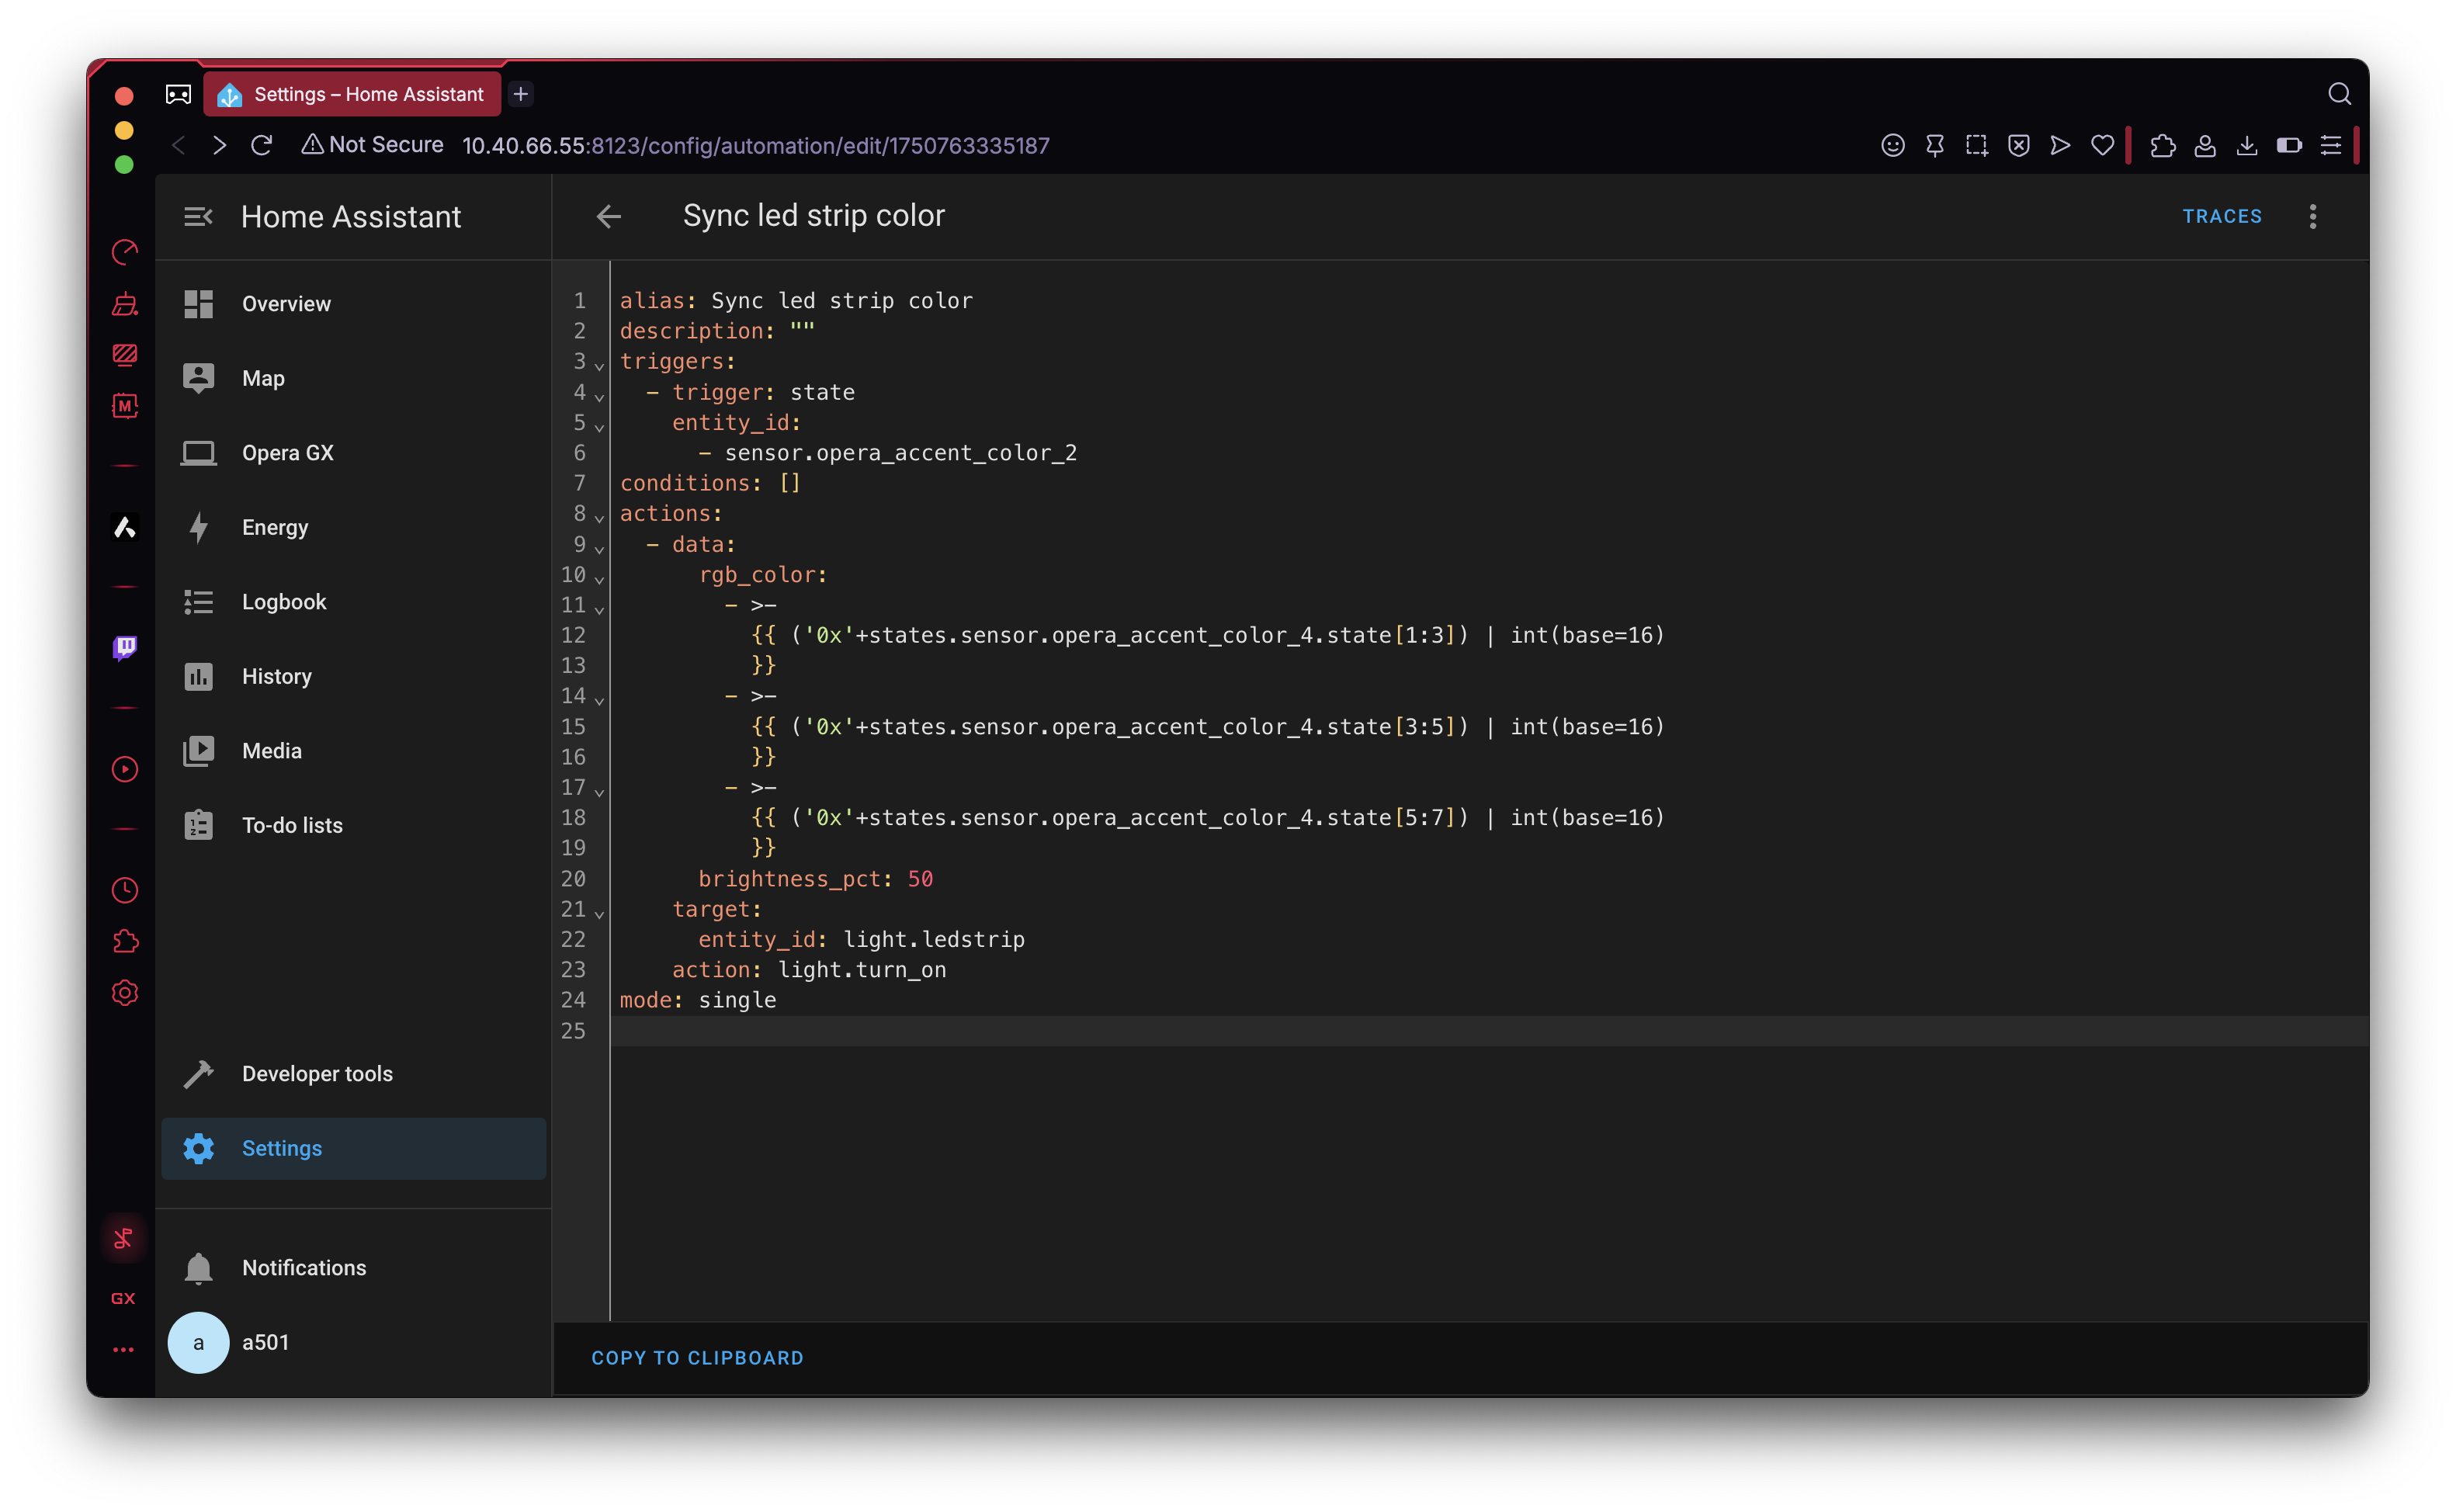 Settings – Home Assistant
Not Secure 10.40.66.55:8123/config/automation/edit/1750763335187
Home Assistant
Overview
Map
Opera GX
Energy
Logbook
History
Media
To-do lists
Developer tools
Settings
Notifications
a a501
M
GX
Sync led strip color
TRACES
1 alias: Sync led strip color
2 description: ""
3 triggers:
4   - trigger: state
5     entity_id:
6       - sensor.opera_accent_color_2
7 conditions: []
8 actions:
9   - data:
10       rgb_color:
11         - >-
12           {{ ('0x'+states.sensor.opera_accent_color_4.state[1:3]) | int(base=16)
13           }}
14         - >-
15           {{ ('0x'+states.sensor.opera_accent_color_4.state[3:5]) | int(base=16)
16           }}
17         - >-
18           {{ ('0x'+states.sensor.opera_accent_color_4.state[5:7]) | int(base=16)
19           }}
20       brightness_pct: 50
21     target:
22       entity_id: light.ledstrip
23     action: light.turn_on
24 mode: single
25
COPY TO CLIPBOARD